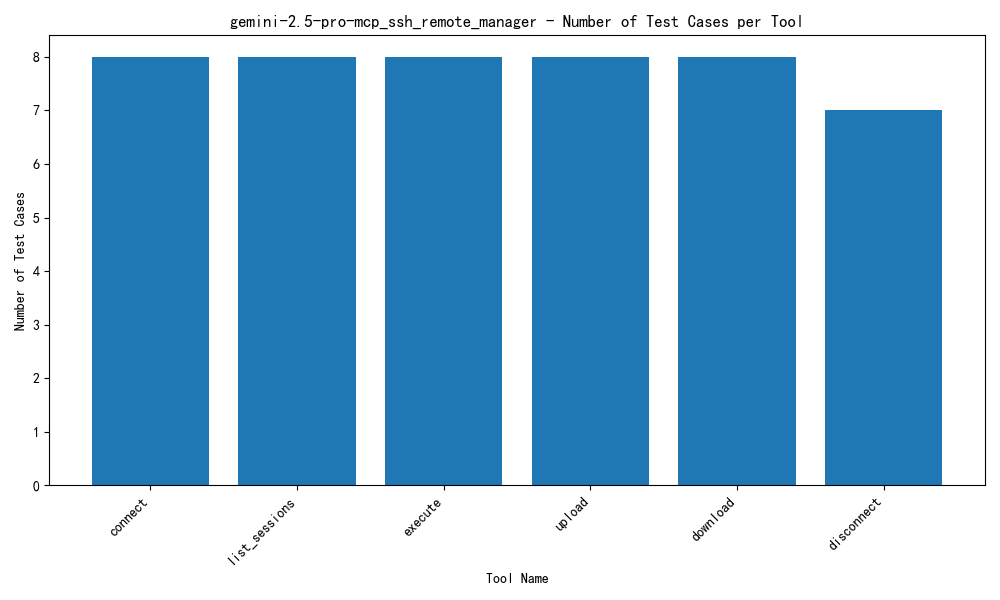 gemini-2.5-pro-mcp_ssh_remote_manager - Number of Test Cases per Tool
Number of Test Cases
8
7
6
5
4
3
2
1
0
connect
list_sessions
execute
upload
download
disconnect
Tool Name